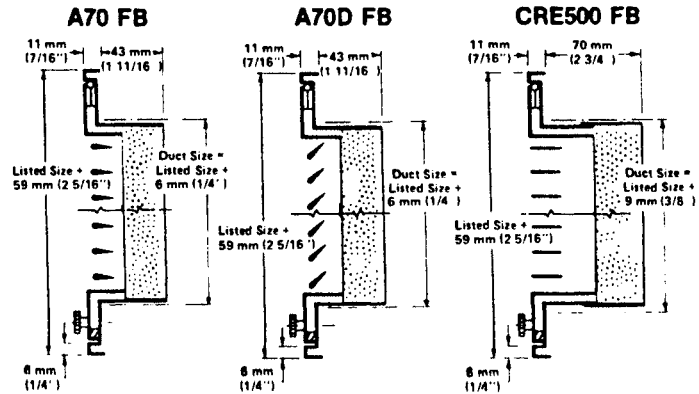 A70 FB
11 mm
(7/16")
43 mm
(1 11/16 )
Listed Size +
59 mm (2 5/16")
Duct Size =
Listed Size +
6 mm (1/4')
6 mm
(1/4')
A70D FB
11 mm
(7/16")
43 mm
(1 11/16 )
Listed Size +
59 mm (2 5/16")
Duct Size =
Listed Size +
6 mm (1/4 )
6 mm
(1/4")
CRE500 FB
11 mm
(7/16")
70 mm
(2 3/4 )
Listed Size +
59 mm (2 5/16")
Duct Size =
Listed Size +
9 mm (3/8 )
6 mm
(1/4")